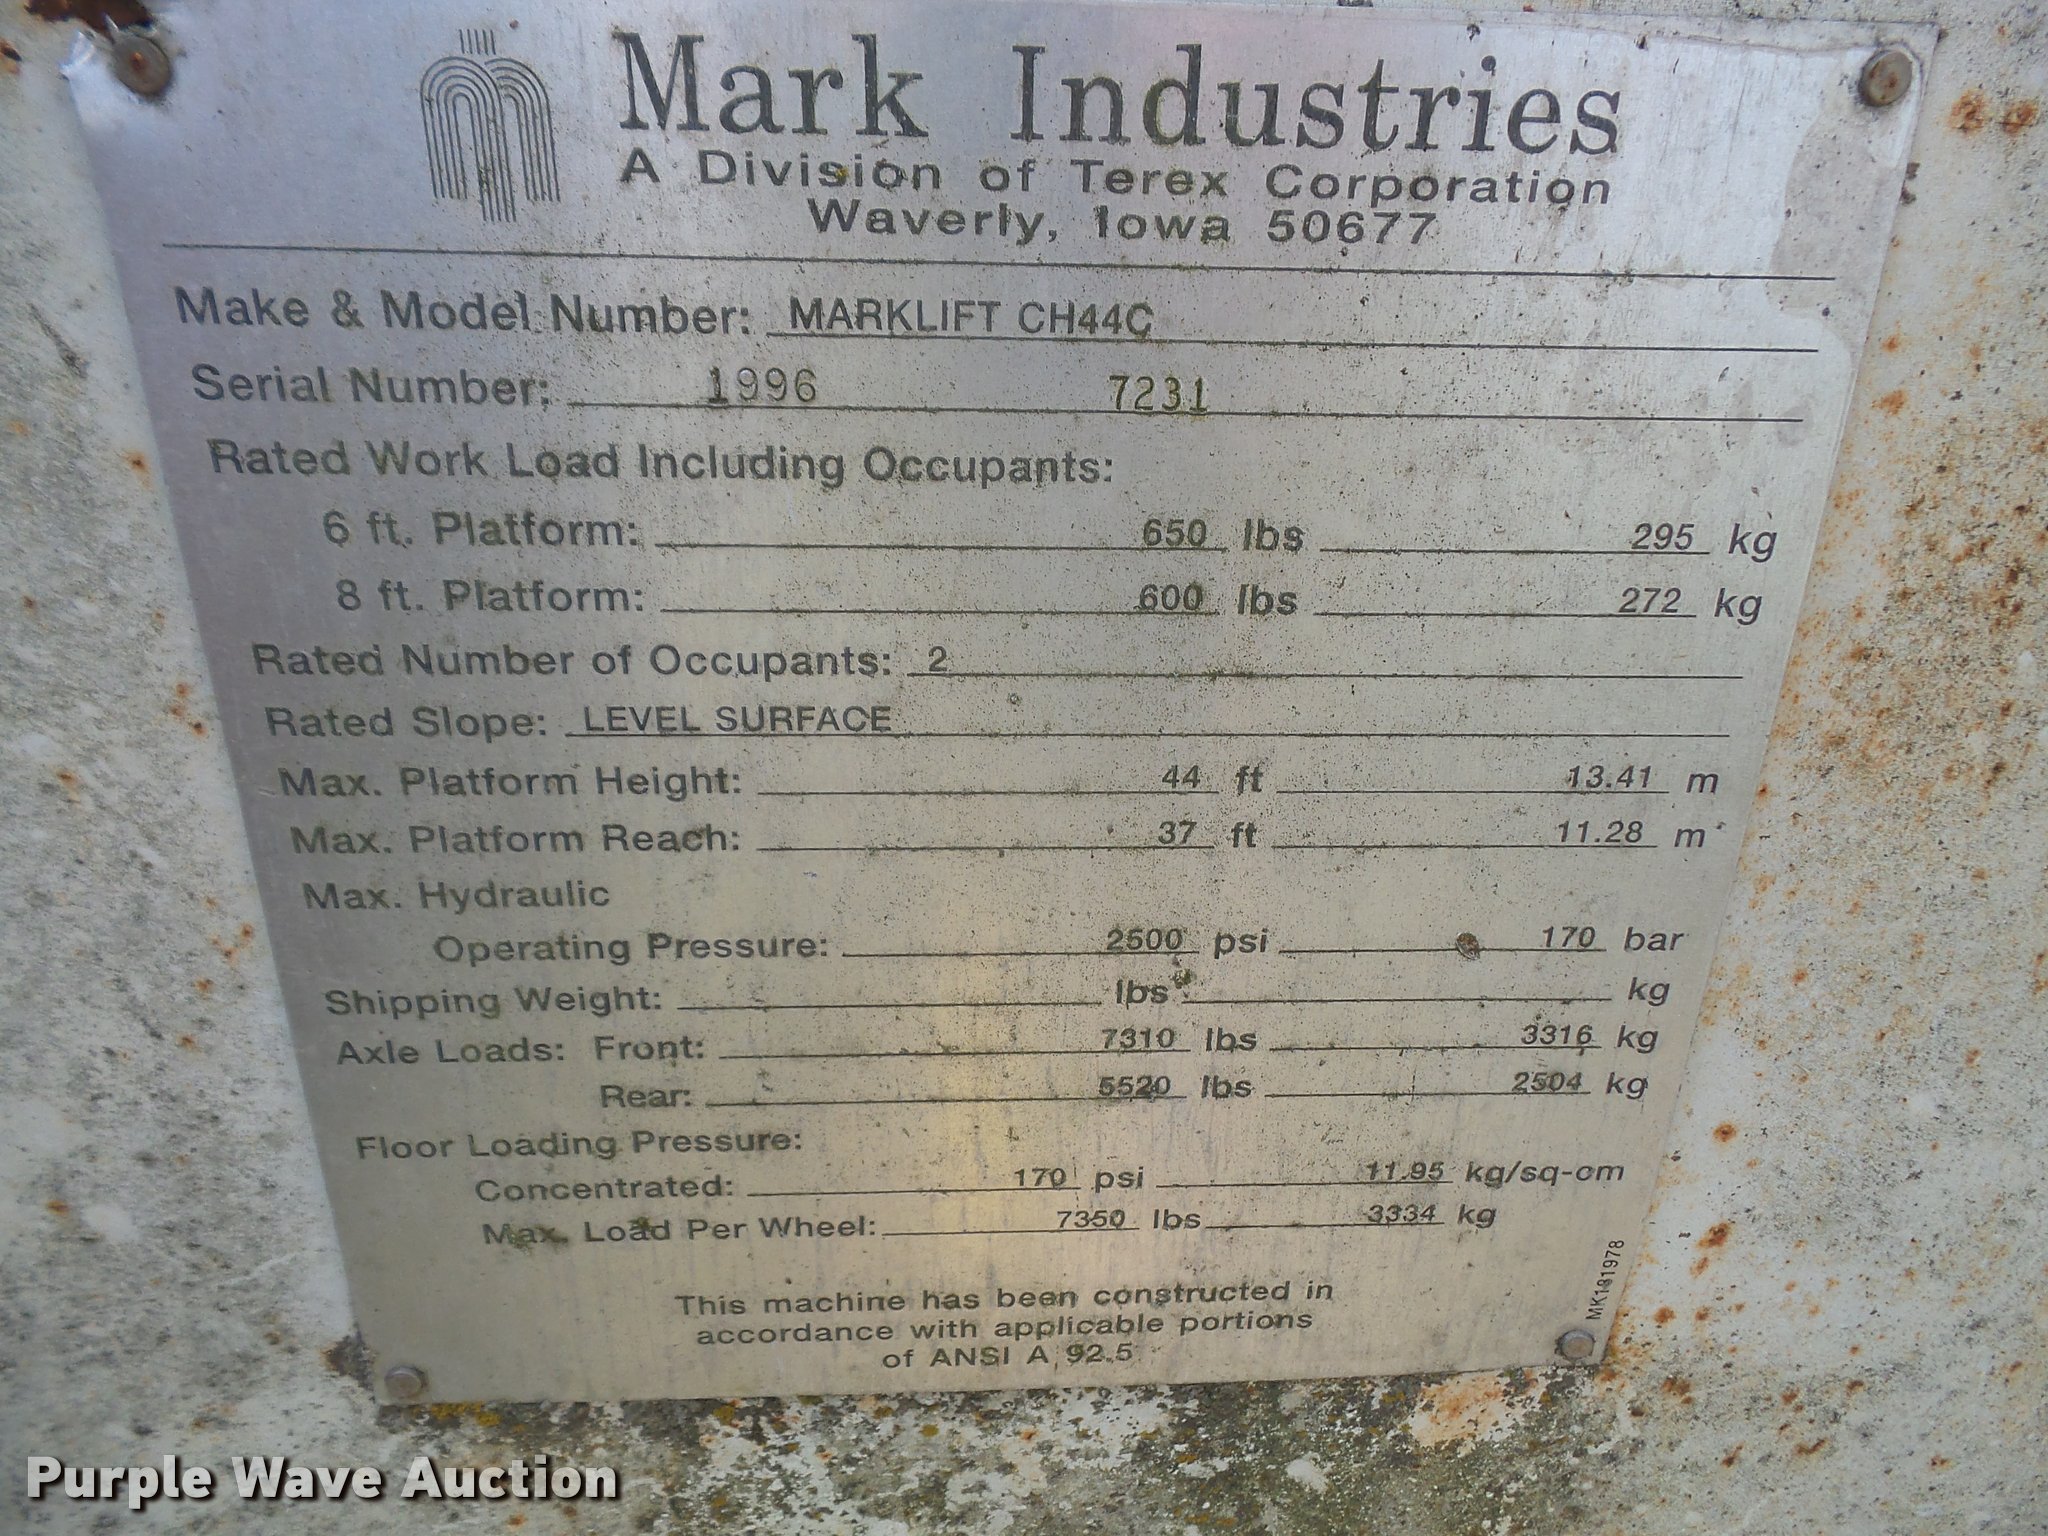 Mark Industries
A Division of Terex Corporation
Waverly, Iowa 50677
Make & Model Number: MARKLIFT CH44C
Serial Number: 1996 7231
Rated Work Load Including Occupants:
6 ft. Platform: 650 lbs 295 kg
8 ft. Platform: 600 lbs 272 kg
Rated Number of Occupants: 2
Rated Slope: LEVEL SURFACE
Max. Platform Height: 44 ft 13.41 m
Max. Platform Reach: 37 ft 11.28 m
Max. Hydraulic
Operating Pressure: 2500 psi 170 bar
Shipping Weight: lbs kg
Axle Loads: Front: 7310 lbs 3316 kg
Rear: 5520 lbs 2504 kg
Floor Loading Pressure:
Concentrated: 170 psi 11.95 kg/sq-cm
Max. Load Per Wheel: 7350 lbs 3334 kg
This machine has been constructed in
accordance with applicable portions
of ANSI A 92.5
MK131978
Purple Wave Auction